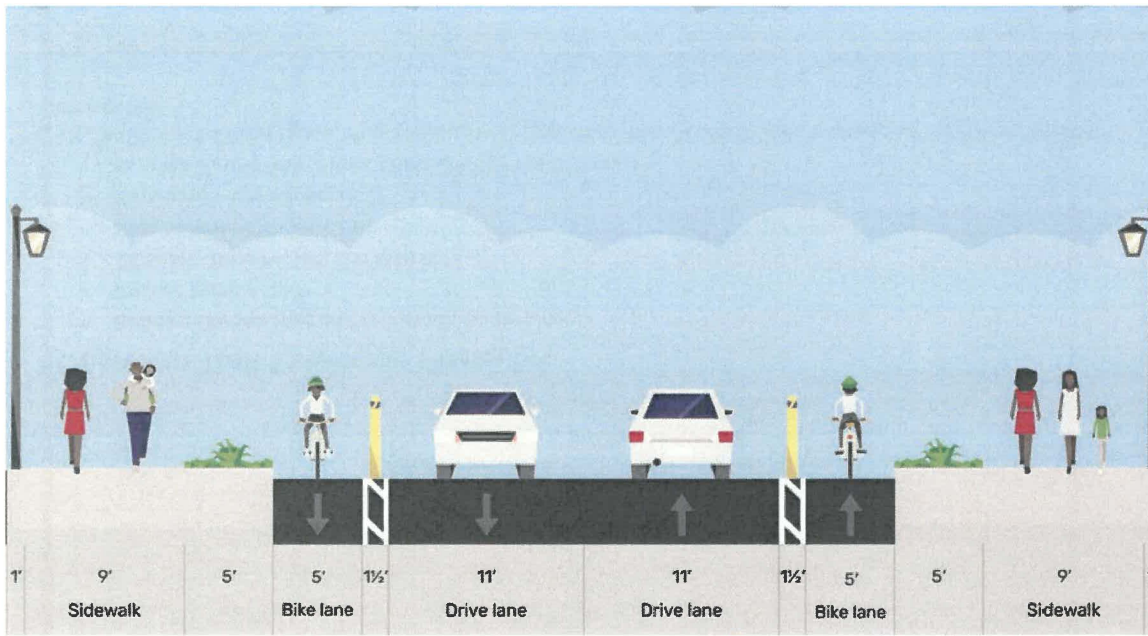 1' 9' 5' 5' 1½' 11' 11' 1½' 5' 5' 9'
Sidewalk Bike lane Drive lane Drive lane Bike lane Sidewalk